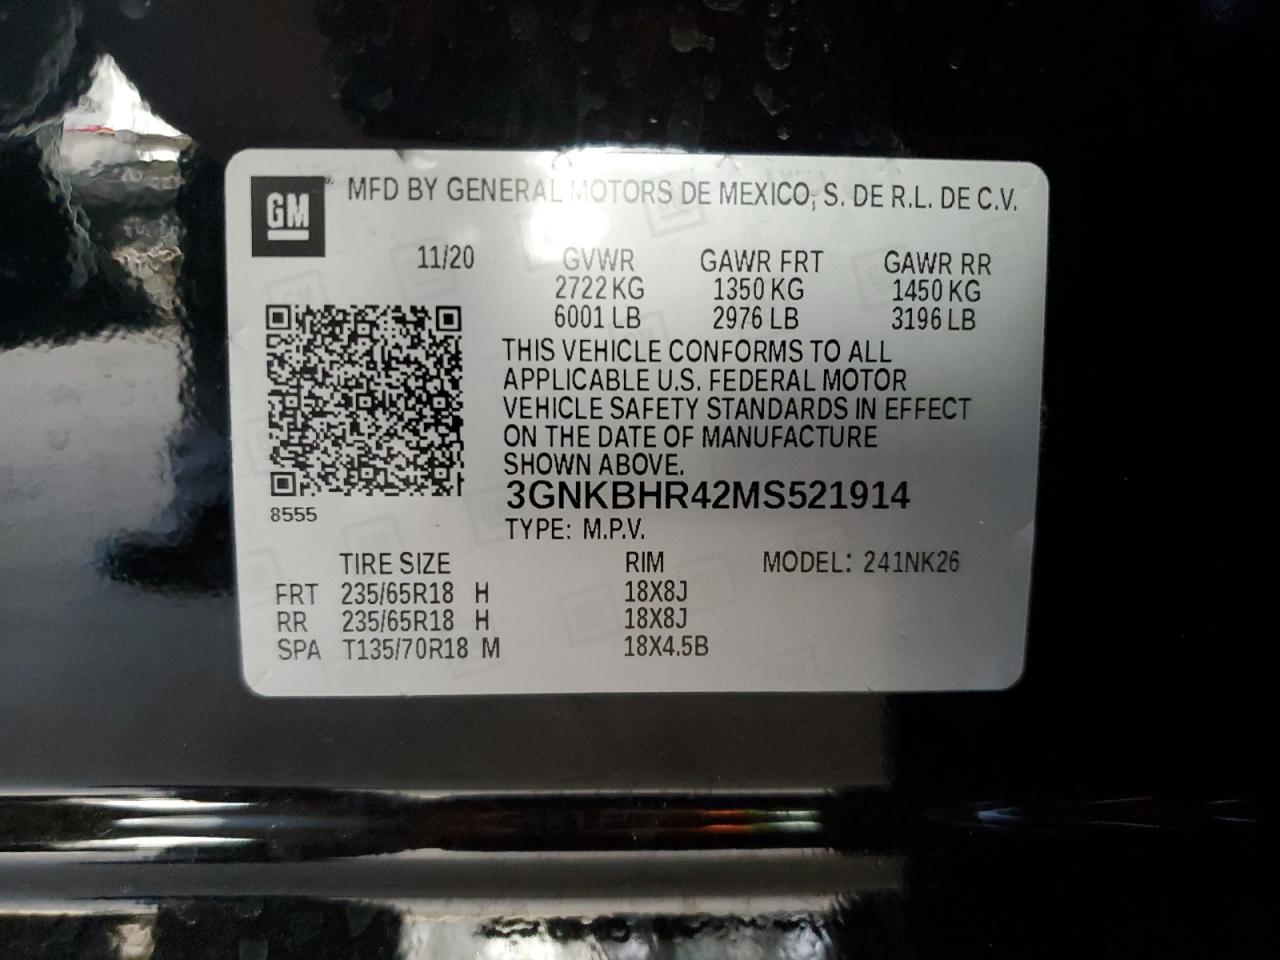 GM
MFD BY GENERAL MOTORS DE MEXICO, S. DE R.L. DE C.V.
11/20 GVWR GAWR FRT GAWR RR
2722 KG 1350 KG 1450 KG
6001 LB 2976 LB 3196 LB
THIS VEHICLE CONFORMS TO ALL
APPLICABLE U.S. FEDERAL MOTOR
VEHICLE SAFETY STANDARDS IN EFFECT
ON THE DATE OF MANUFACTURE
SHOWN ABOVE.
3GNKBHR42MS521914
8555
TYPE: M.P.V.
TIRE SIZE RIM MODEL: 241NK26
FRT 235/65R18 H 18X8J
RR 235/65R18 H 18X8J
SPA T135/70R18 M 18X4.5B